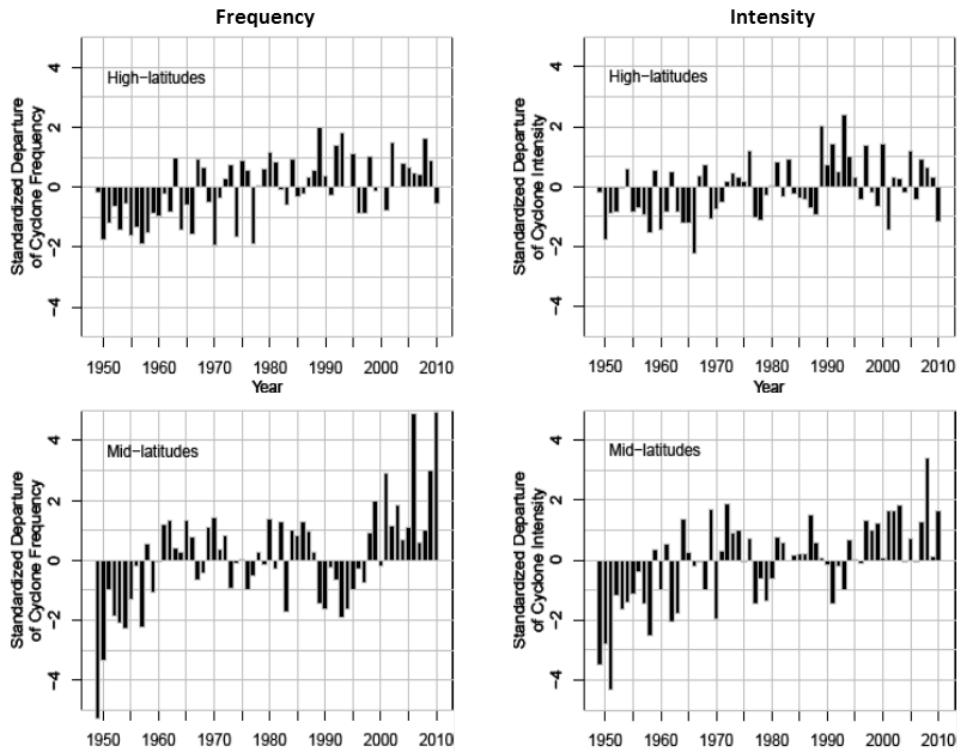 Frequency
Intensity
Standardized Departure
of Cyclone Frequency
4
2
0
−2
−4
High−latitudes
1950 1960 1970 1980 1990 2000 2010
Year
Standardized Departure
of Cyclone Intensity
4
2
0
−2
−4
High−latitudes
1950 1960 1970 1980 1990 2000 2010
Year
Standardized Departure
of Cyclone Frequency
4
2
0
−2
−4
Mid−latitudes
1950 1960 1970 1980 1990 2000 2010
Standardized Departure
of Cyclone Intensity
4
2
0
−2
−4
Mid−latitudes
1950 1960 1970 1980 1990 2000 2010